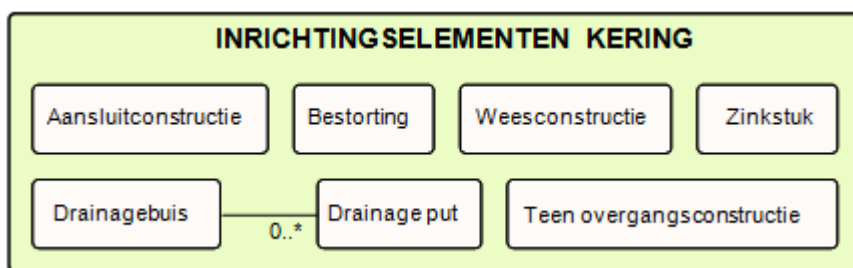 INRICHTINGSELEMENTEN KERING
Aansluitconstructie
Bestorting
Weesconstructie
Zinkstuk
Drainagebuis
0..*
Drainage put
Teen overgangsconstructie